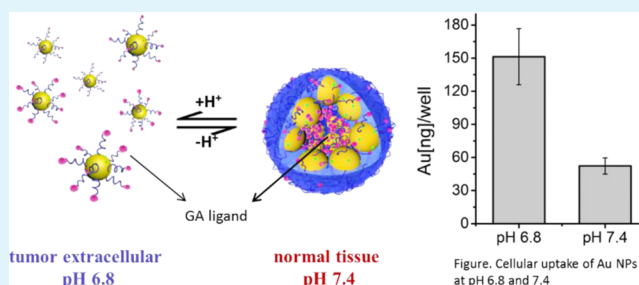 +H⁺
-H⁺
GA ligand
tumor extracellular
pH 6.8
normal tissue
pH 7.4
Au[ng]/well
180
150
120
90
60
30
0
pH 6.8
pH 7.4
Figure. Cellular uptake of Au NPs
at pH 6.8 and 7.4